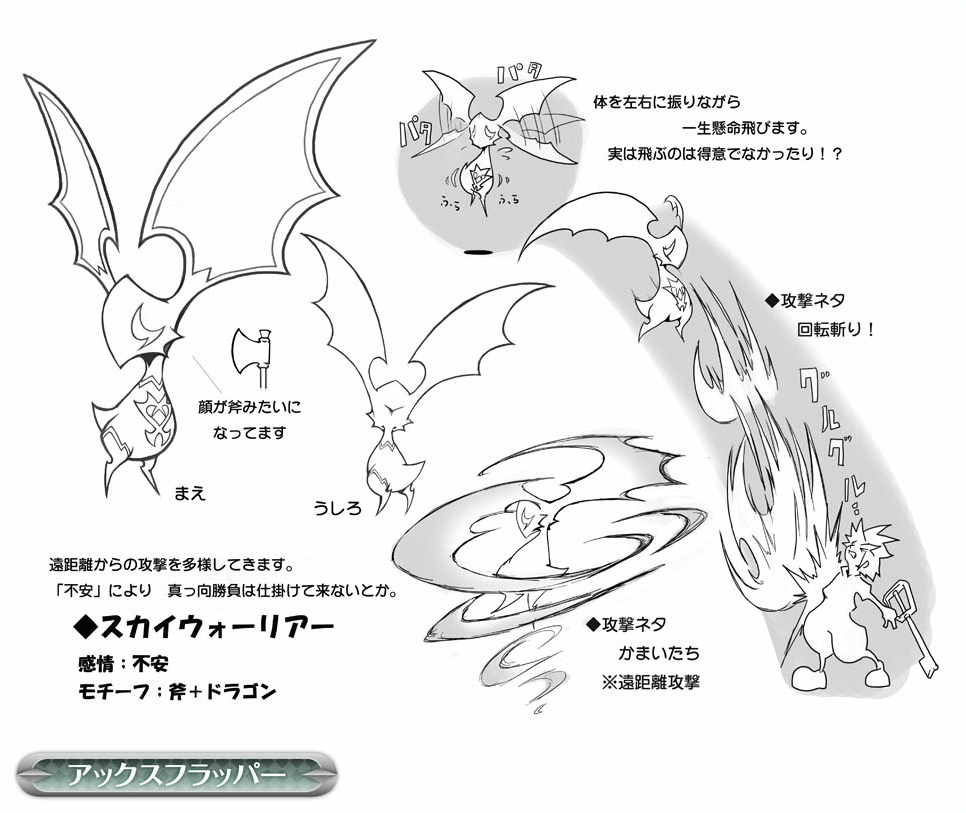 パタ
パタ
ふる
ふる
体を左右に振りながら
一生懸命飛びます。
実は飛ぶのは得意でなかったり！？
◆攻撃ネタ
回転斬り！
グルグル…
顔が斧みたいに
なってます
まえ
うしろ
遠距離からの攻撃を多様してきます。
「不安」により　真っ向勝負は仕掛けて来ないとか。
◆スカイウォーリアー
感情：不安
モチーフ：斧＋ドラゴン
◆攻撃ネタ
かまいたち
※遠距離攻撃
アックスフラッパー